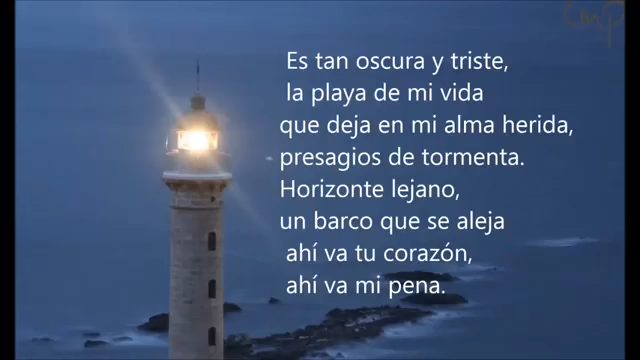 Es tan oscura y triste,
la playa de mi vida
que deja en mi alma herida,
presagios de tormenta.
Horizonte lejano,
un barco que se aleja
ahí va tu corazón,
ahí va mi pena.